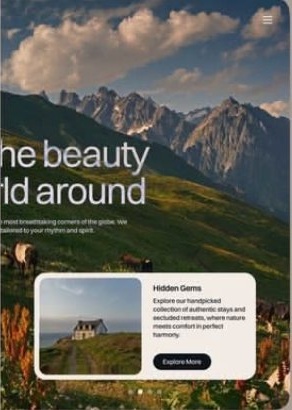 he beauty
rld around
most breathtaking corners of the globe. We
tailored to your rhythm and spirit.
Hidden Gems
Explore our handpicked
collection of authentic stays and
secluded retreats, where nature
meets comfort in perfect
harmony.
Explore More